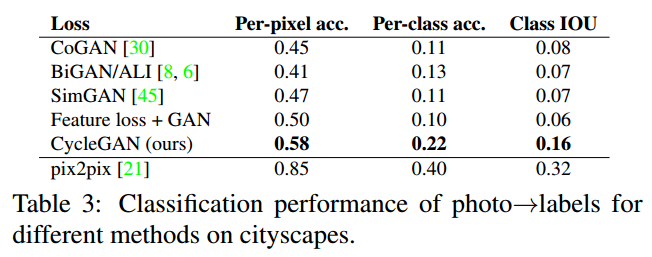 Loss Per-pixel acc. Per-class acc. Class IOU
CoGAN [30] 0.45 0.11 0.08
BiGAN/ALI [8, 6] 0.41 0.13 0.07
SimGAN [45] 0.47 0.11 0.07
Feature loss + GAN 0.50 0.10 0.06
CycleGAN (ours) 0.58 0.22 0.16
pix2pix [21] 0.85 0.40 0.32
Table 3: Classification performance of photo→labels for
different methods on cityscapes.